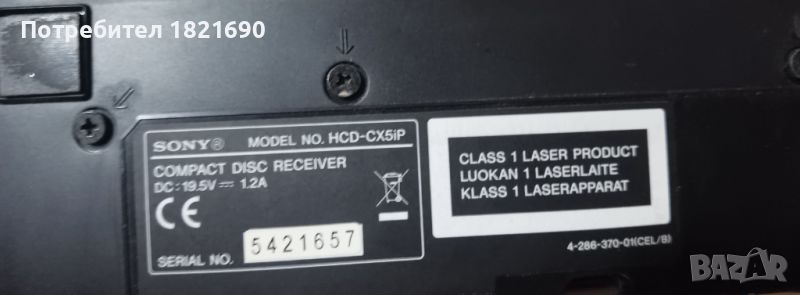 Потребител 1821690
SONY® MODEL NO. HCD-CX5iP
COMPACT DISC RECEIVER
DC: 19.5V ⎓ 1.2A
CE
SERIAL NO. 5421657
CLASS 1 LASER PRODUCT
LUOKAN 1 LASERLAITE
KLASS 1 LASERAPPARAT
4-286-370-01(CEL/B)
BAZAR